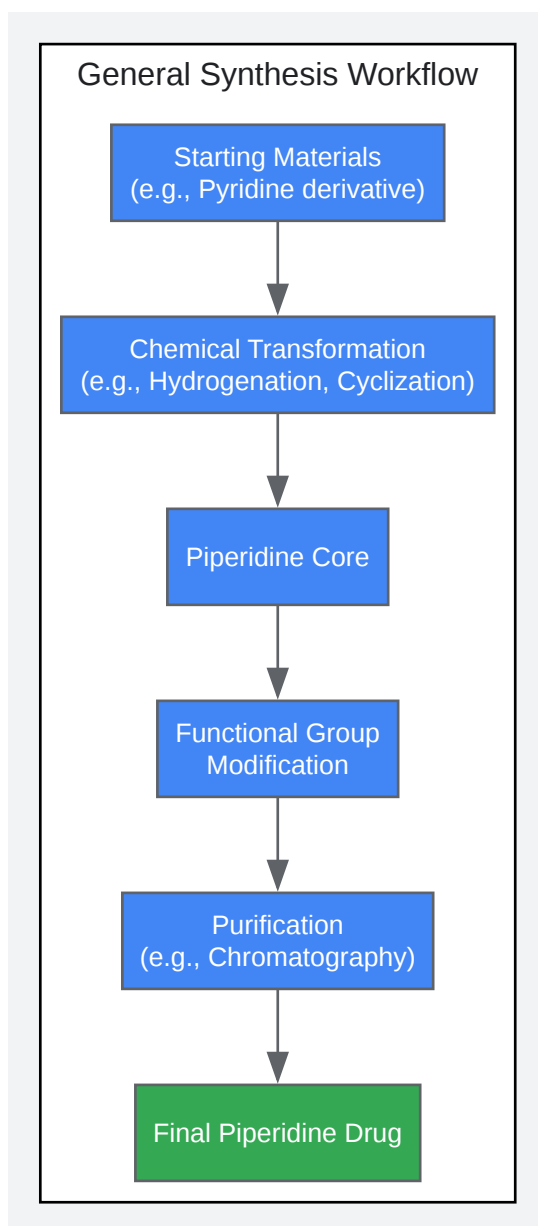 General Synthesis Workflow
Starting Materials
(e.g., Pyridine derivative)
Chemical Transformation
(e.g., Hydrogenation, Cyclization)
Piperidine Core
Functional Group
Modification
Purification
(e.g., Chromatography)
Final Piperidine Drug